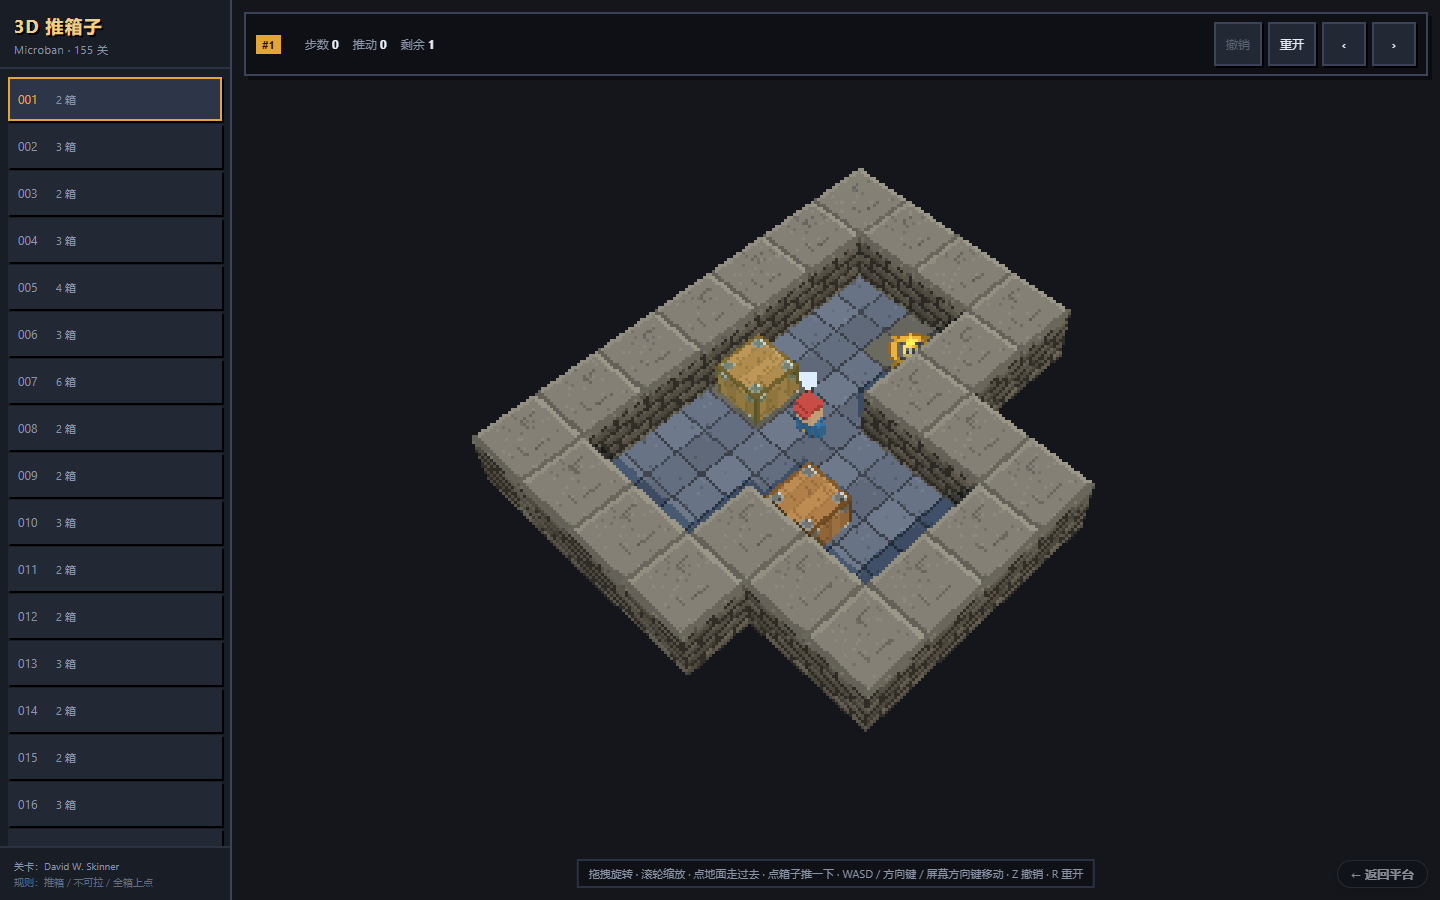 3D 推箱子
Microban · 155 关
001 2 箱
002 3 箱
003 2 箱
004 3 箱
005 4 箱
006 3 箱
007 6 箱
008 2 箱
009 2 箱
010 3 箱
011 2 箱
012 2 箱
013 3 箱
014 2 箱
015 2 箱
016 3 箱
关卡: David W. Skinner
规则: 推箱 / 不可拉 / 全箱上点
#1 步数 0 推动 0 剩余 1
撤销 重开 ‹ ›
拖拽旋转 · 滚轮缩放 · 点地面走过去 · 点箱子推一下 · WASD / 方向键 / 屏幕方向键移动 · Z 撤销 · R 重开
← 返回平台